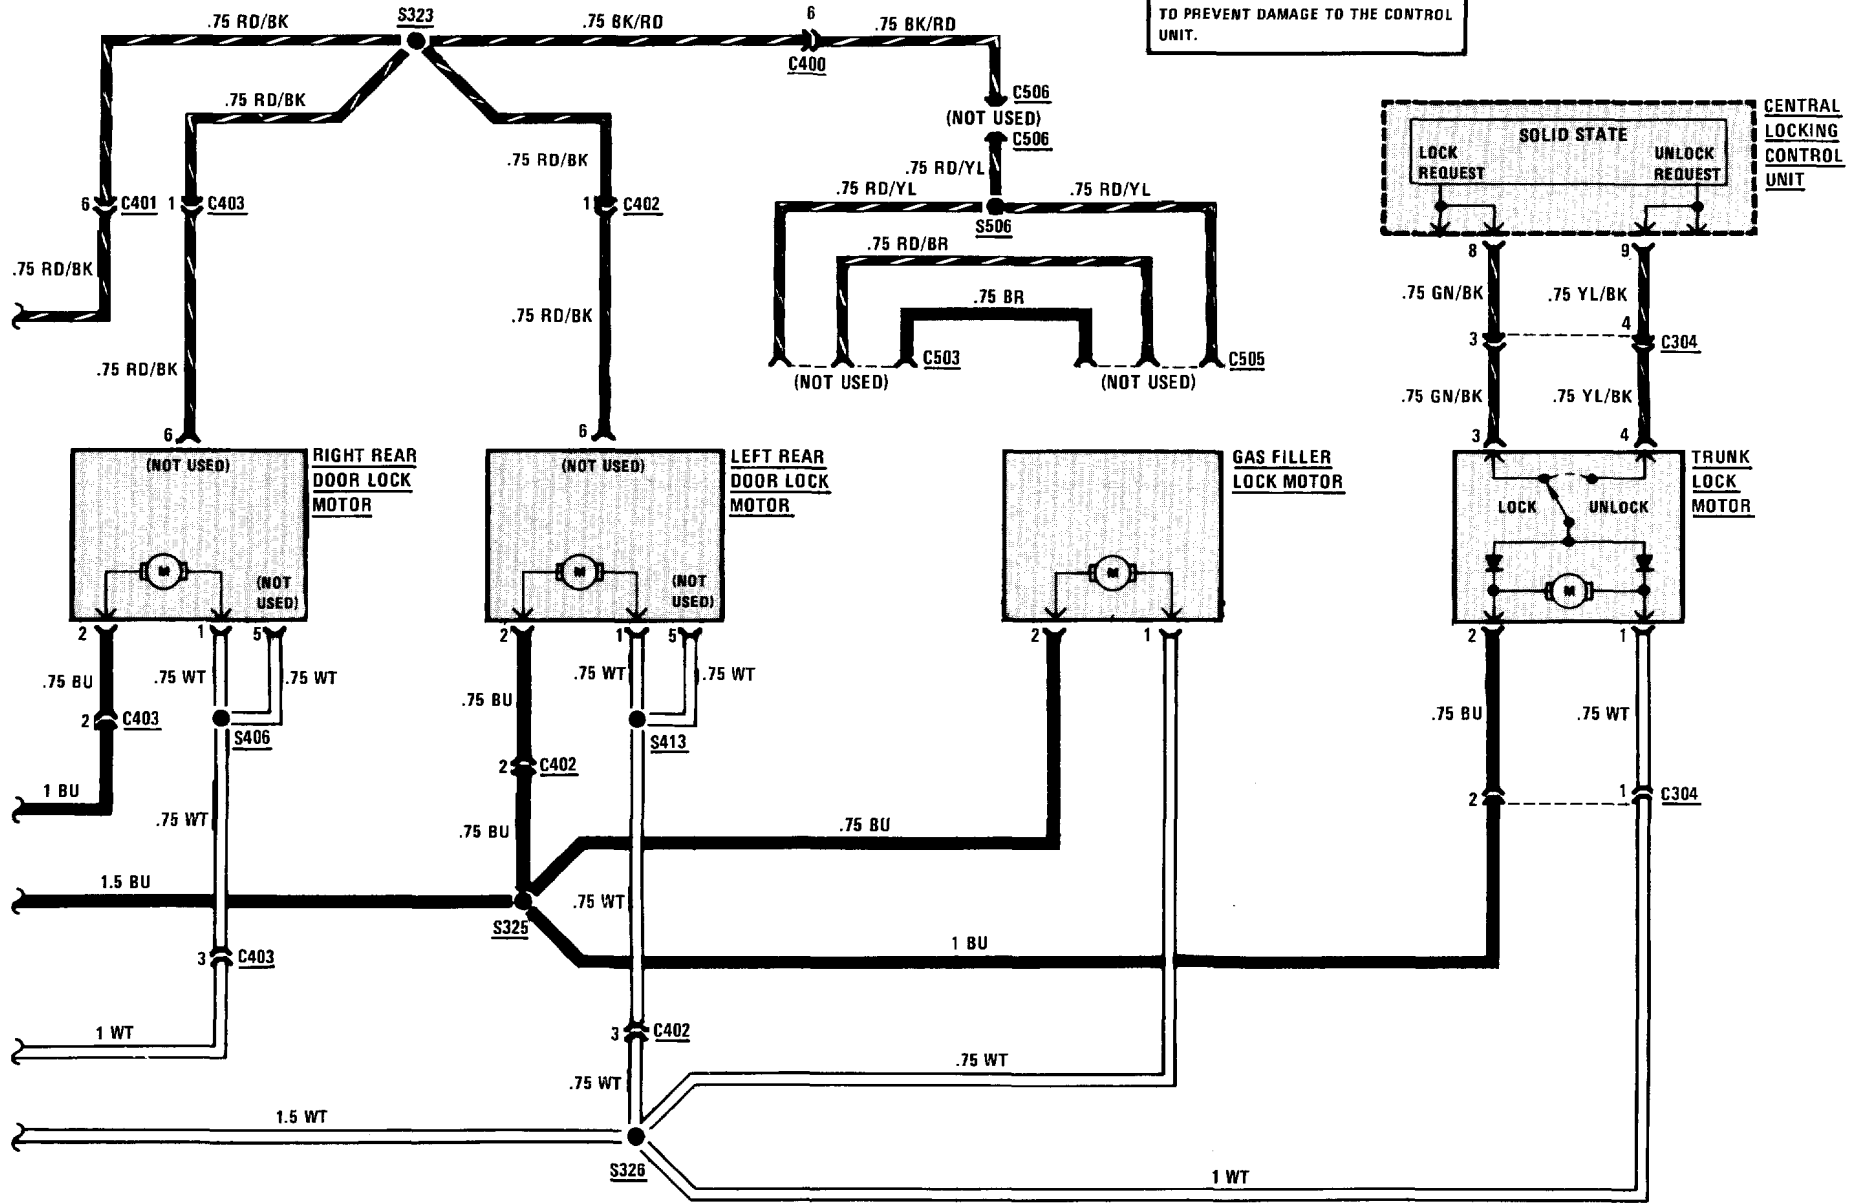 TO PREVENT DAMAGE TO THE CONTROL
UNIT.
.75 RD/BK
S323
.75 BK/RD
6
.75 BK/RD
C400
.75 RD/BK
C506
(NOT USED)
C506
.75 RD/BK
.75 RD/YL
.75 RD/YL
.75 RD/YL
6
C401
1
C403
1
C402
S506
.75 RD/BR
.75 RD/BK
.75 BR
.75 RD/BK
.75 RD/BK
C503
C505
(NOT USED)
(NOT USED)
CENTRAL
LOCKING
CONTROL
UNIT
SOLID STATE
LOCK
REQUEST
UNLOCK
REQUEST
8
9
.75 GN/BK
.75 YL/BK
3
4
C304
.75 GN/BK
.75 YL/BK
6
6
3
4
(NOT USED)
RIGHT REAR
DOOR LOCK
MOTOR
(NOT USED)
LEFT REAR
DOOR LOCK
MOTOR
GAS FILLER
LOCK MOTOR
TRUNK
LOCK
MOTOR
LOCK
UNLOCK
M
(NOT
USED)
M
(NOT
USED)
M
M
2
1
5
2
1
5
2
1
2
1
.75 BU
.75 WT
.75 WT
.75 BU
.75 WT
.75 WT
.75 BU
.75 WT
2
C403
S406
S413
2
C402
1 BU
2
1
C304
.75 WT
.75 BU
.75 BU
1.5 BU
.75 WT
S325
1 BU
3
C403
1 WT
3
C402
.75 WT
.75 WT
1.5 WT
S326
1 WT